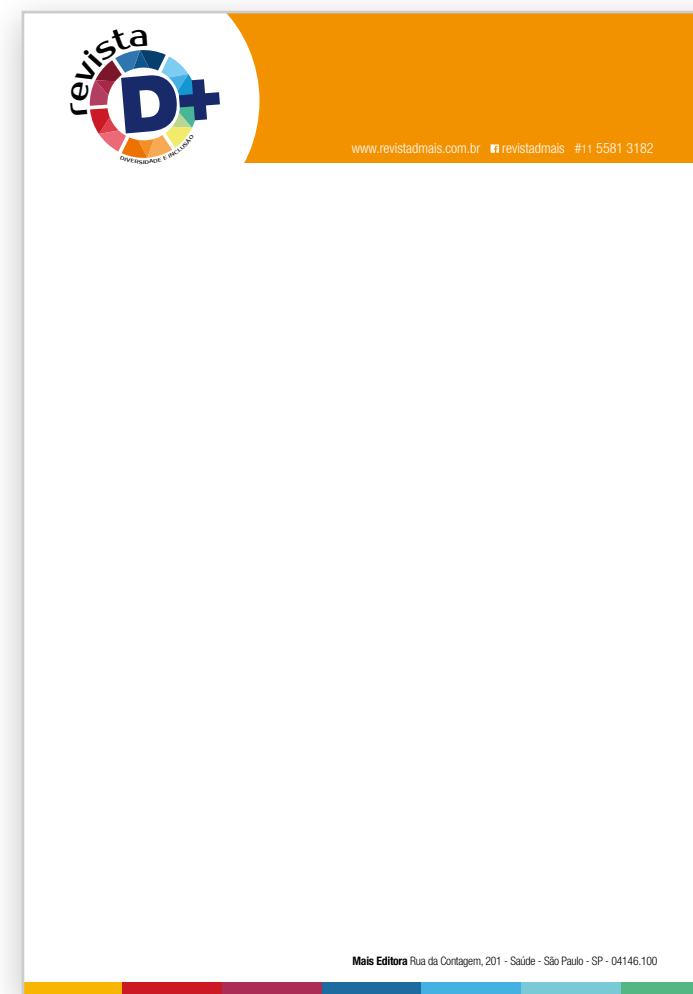 revista
D+
DIVERSIDADE E INCLUSÃO
www.revistadmais.com.br revistadmais #11 5581 3182
Mais Editora Rua da Contagem, 201 - Saúde - São Paulo - SP - 04146.100